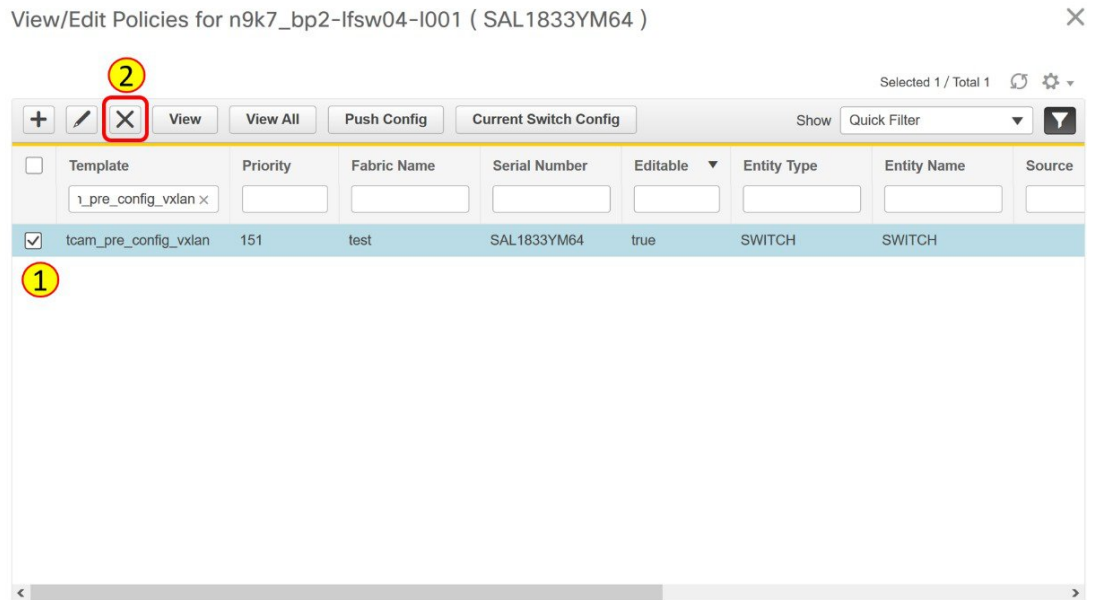 View/Edit Policies for n9k7_bp2-lfsw04-l001 ( SAL1833YM64 )
2
Selected 1 / Total 1
View View All Push Config Current Switch Config Show Quick Filter
Template Priority Fabric Name Serial Number Editable Entity Type Entity Name Source
_pre_config_vxlan ×
tcam_pre_config_vxlan 151 test SAL1833YM64 true SWITCH SWITCH
1